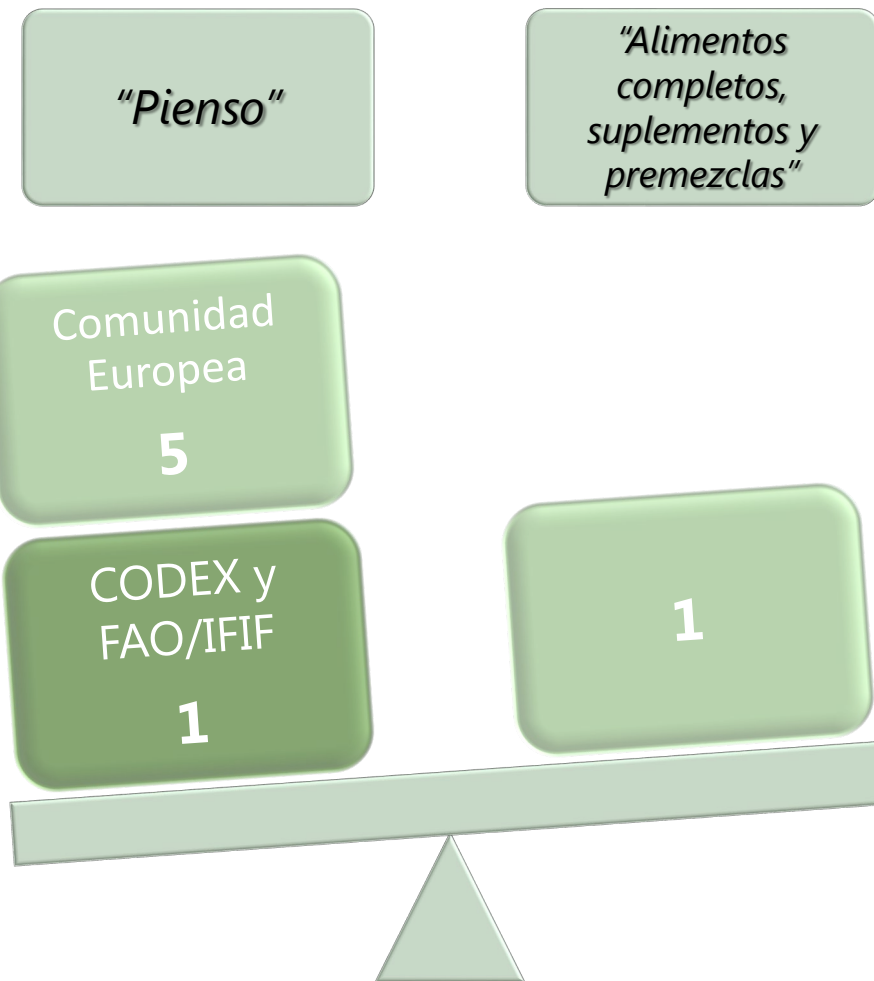 “Pienso”
“Alimentos
completos,
suplementos y
premezclas”
Comunidad
Europea
5
CODEX y
FAO/IFIF
1
1